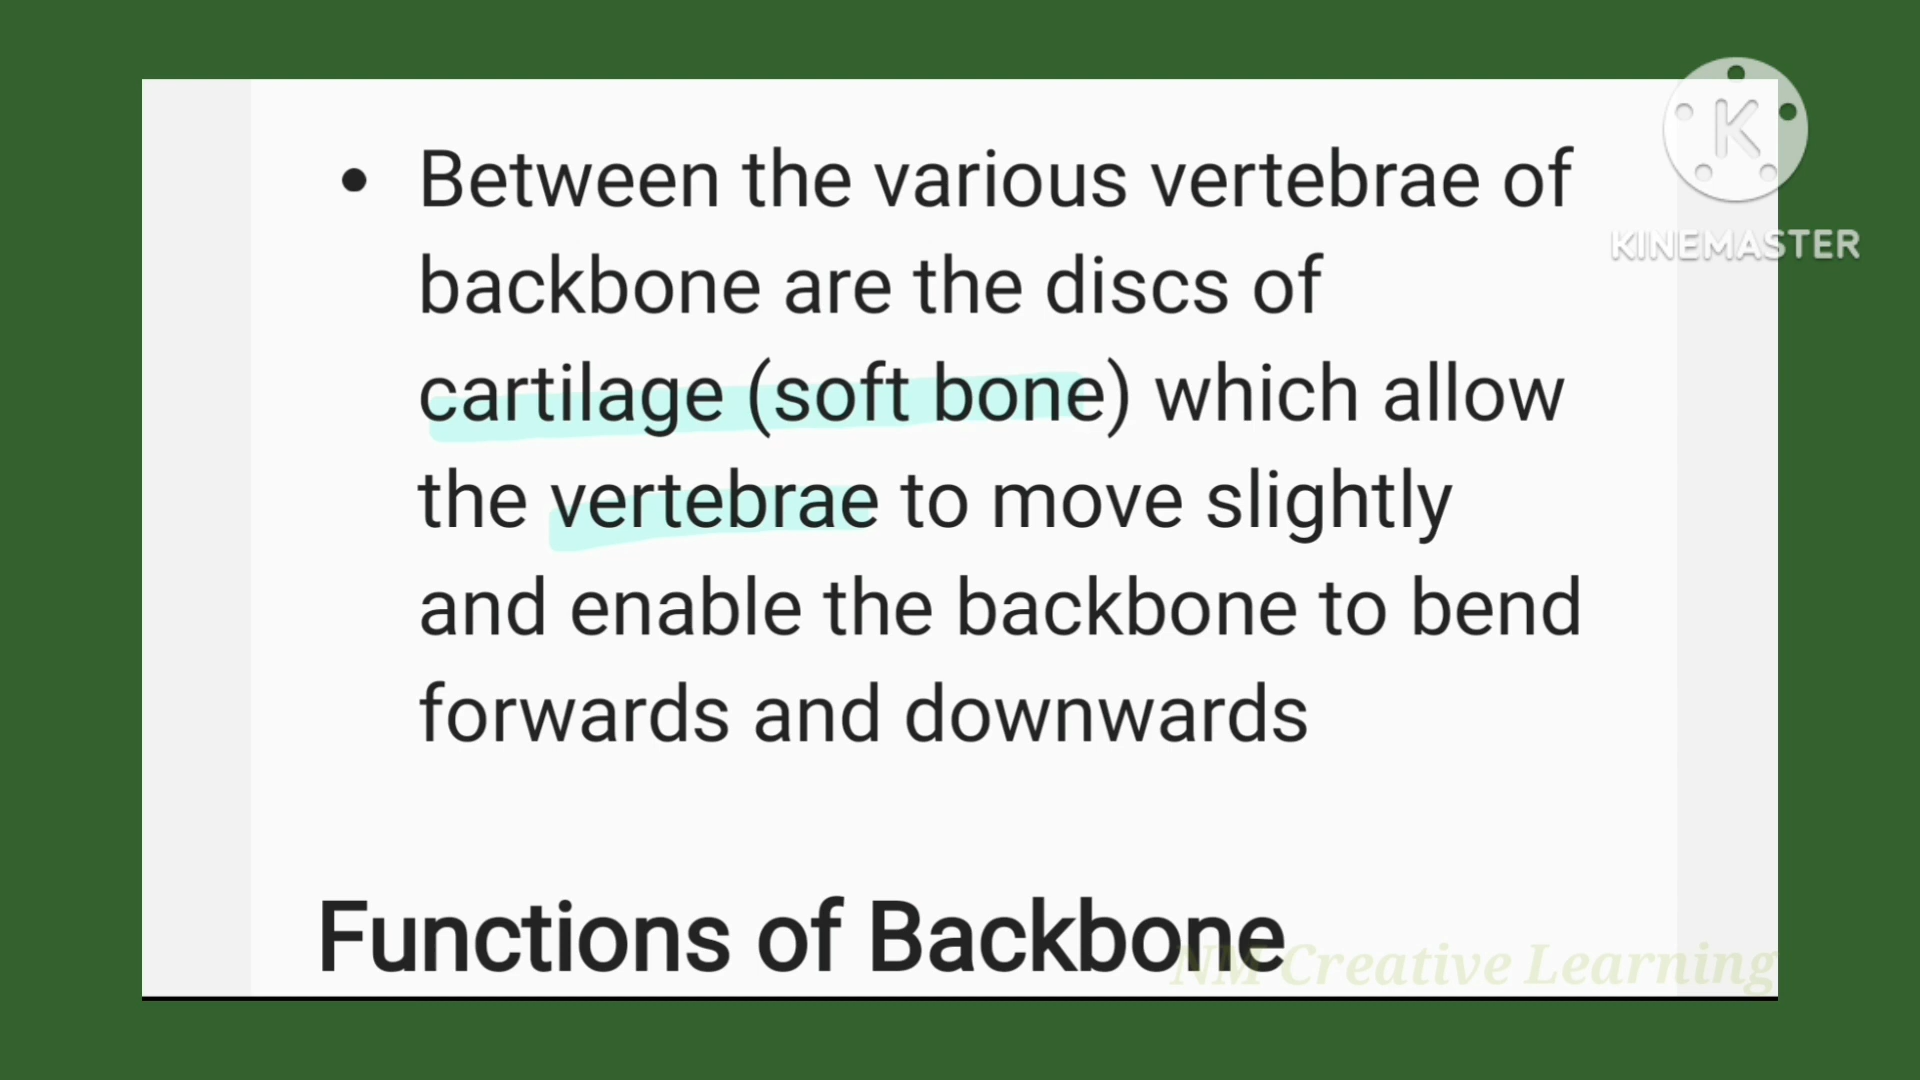 • Between the various vertebrae of
backbone are the discs of
cartilage (soft bone) which allow
the vertebrae to move slightly
and enable the backbone to bend
forwards and downwards
Functions of Backbone
K
KINEMASTER
NM Creative Learning